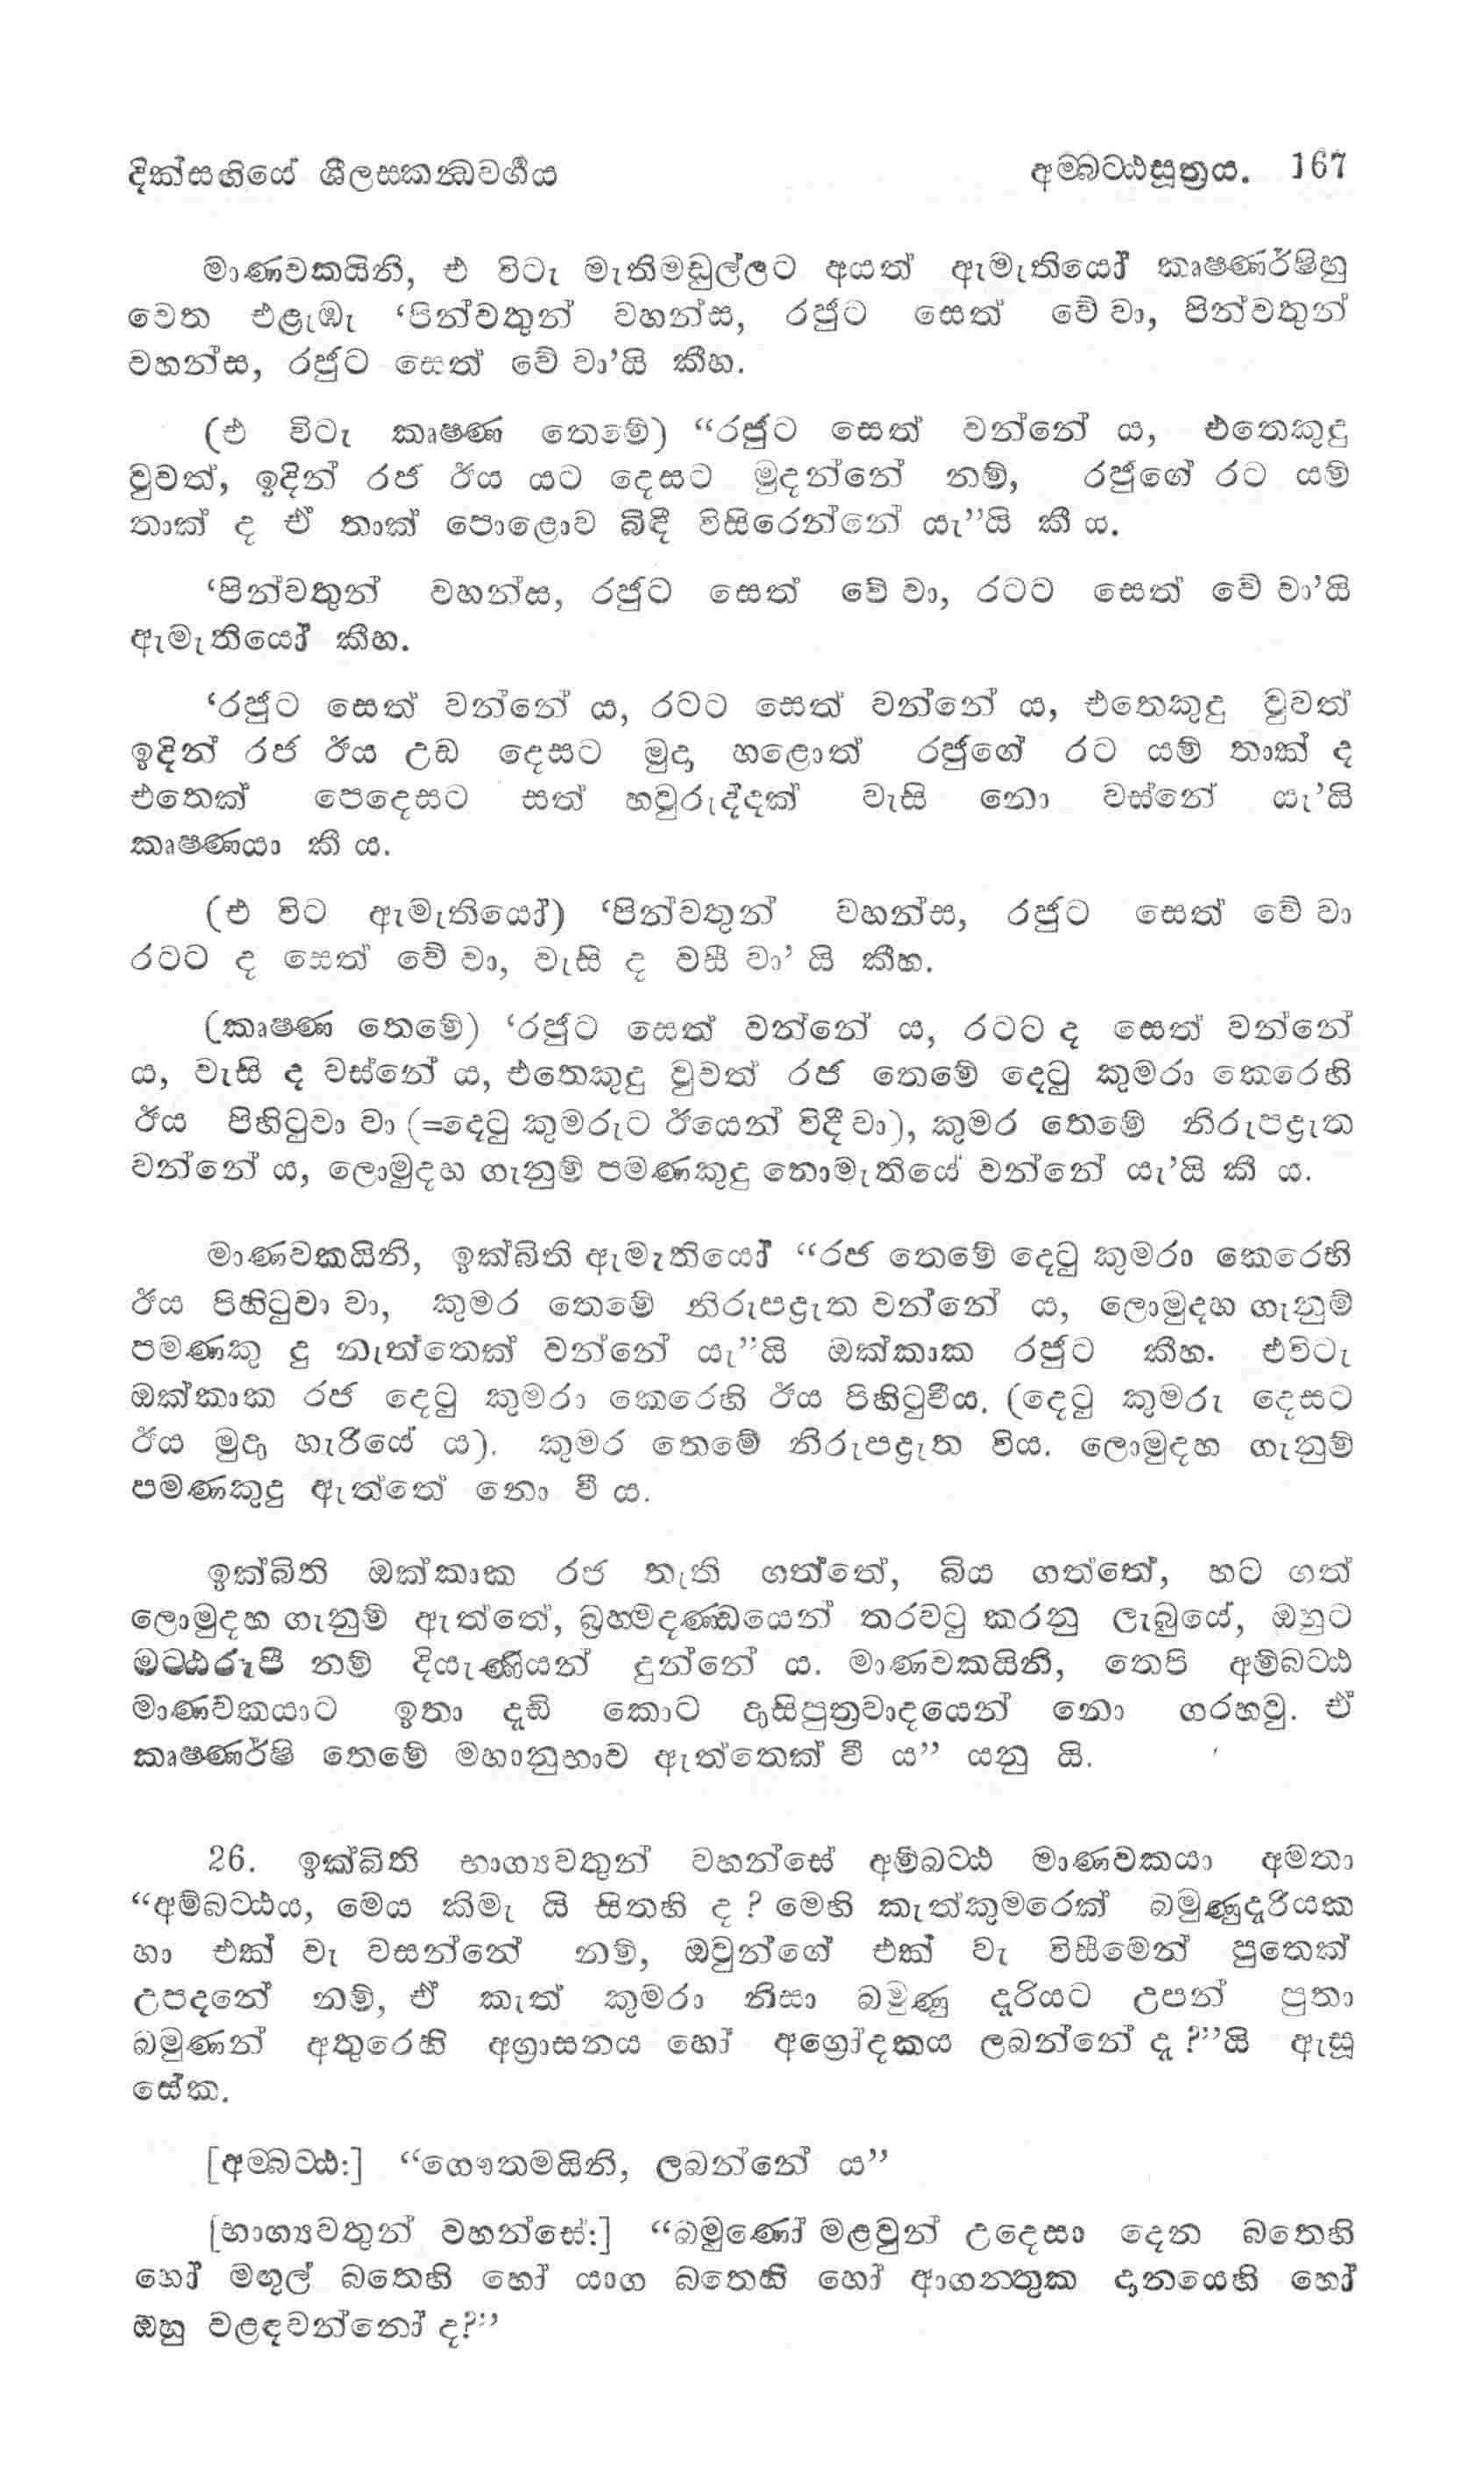 දික්සඟියේ ශීලස්කන්ධවර්‍ගය අම්බට්ඨසූත්‍රය. 167
මාණවකයිනි, එ විටැ මැතිමඩුල්ලට අයත් ඇමැතියෝ කෘෂ්ණර්‍ෂිහු
වෙත එළැඹැ ‘පින්වතුන් වහන්ස, රජුට සෙත් වේ වා, පින්වතුන්
වහන්ස, රජුට සෙත් වේ වා’යි කීහ.
(එ විටැ කෘෂ්ණ තෙමේ) “රජුට සෙත් වන්නේ ය, එතෙකුදු
වුවත්, ඉදින් රජ ඊය යට දෙසට මුදන්නේ නම්, රජුගේ රට යම්
තාක් ද ඒ තාක් පොළොව බිඳී විසිරෙන්නේ යැ”යි කී ය.
‘පින්වතුන් වහන්ස, රජුට සෙත් වේ වා, රටට සෙත් වේ වා’යි
ඇමැතියෝ කීහ.
‘රජුට සෙත් වන්නේ ය, රටට සෙත් වන්නේ ය, එතෙකුදු වුවත්
ඉදින් රජ ඊය උඩ දෙසට මුදා හළොත් රජුගේ රට යම් තාක් ද
එතෙක් පෙදෙසට සත් හවුරුද්දක් වැසි නො වස්නේ යැ’යි
කෘෂ්ණයා කී ය.
(එ විට ඇමැතියෝ) ‘පින්වතුන් වහන්ස, රජුට සෙත් වේ වා
රටට ද සෙත් වේ වා, වැසි ද වසී වා’ යි කීහ.
(කෘෂ්ණ තෙමේ) ‘රජුට සෙත් වන්නේ ය, රටට ද සෙත් වන්නේ
ය, වැසි ද වස්නේ ය, එතෙකුදු වුවත් රජ තෙමේ දෙටු කුමරා කෙරෙහි
ඊය පිහිටුවා වා (=දෙටු කුමරුට ඊයෙන් විදී වා), කුමර තෙමේ නිරුපද්‍රැත
වන්නේ ය, ලොමුදහ ගැනුම් පමණකුදු නොමැතියේ වන්නේ යැ’යි කී ය.
මාණවකයිනි, ඉක්බිති ඇමැතියෝ “රජ තෙමේ දෙටු කුමරා කෙරෙහි
ඊය පිහිටුවා වා, කුමර තෙමේ නිරුපද්‍රැත වන්නේ ය, ලොමුදහ ගැනුම්
පමණකු දු නැත්තෙක් වන්නේ යැ”යි ඔක්කාක රජුට කීහ. එවිටැ
ඔක්කාක රජ දෙටු කුමරා කෙරෙහි ඊය පිහිටුවීය. (දෙටු කුමරු දෙසට
ඊය මුදා හැරියේ ය). කුමර තෙමේ නිරුපද්‍රැත විය. ලොමුදහ ගැනුම්
පමණකුදු ඇත්තේ නො වී ය.
ඉක්බිති ඔක්කාක රජ තැති ගත්තේ, බිය ගත්තේ, හට ගත්
ලොමුදහ ගැනුම් ඇත්තේ, බ්‍රහ්මදණ්ඩයෙන් තරවටු කරනු ලැබුයේ, ඔහුට
මට්ඨරූපී නම් දියැණියන් දුන්නේ ය. මාණවකයිනි, තෙපි අම්බට්ඨ
මාණවකයාට ඉතා දැඩි කොට දාසිපුත්‍රවාදයෙන් නො ගරහවු. ඒ
කෘෂ්ණර්‍ෂි තෙමේ මහානුභාව ඇත්තෙක් වී ය” යනු යි.
26. ඉක්බිති භාග්‍යවතුන් වහන්සේ අම්බට්ඨ මාණවකයා අමතා
“අම්බට්ඨය, මෙය කිමැ යි සිතහි ද ? මෙහි කැත්කුමරෙක් බමුණුදැරියක
හා එක් වැ වසන්නේ නම්, ඔවුන්ගේ එක් වැ විසීමෙන් පුතෙක්
උපදනේ නම්, ඒ කැත් කුමරා නිසා බමුණු දැරියට උපන් පුතා
බමුණන් අතුරෙහි අග්‍රාසනය හෝ අග්‍රෝදකය ලබන්නේ දැ ?”යි ඇසූ
සේක.
[අම්බට්ඨ:] “ගෞතමයිනි, ලබන්නේ ය”
[භාග්‍යවතුන් වහන්සේ:] “බමුණෝ මළවුන් උදෙසා දෙන බතෙහි
හෝ මඟුල් බතෙහි හෝ යාග බතෙහි හෝ ආගන්තුක දානයෙහි හෝ
ඔහු වළඳවන්නෝ ද?”